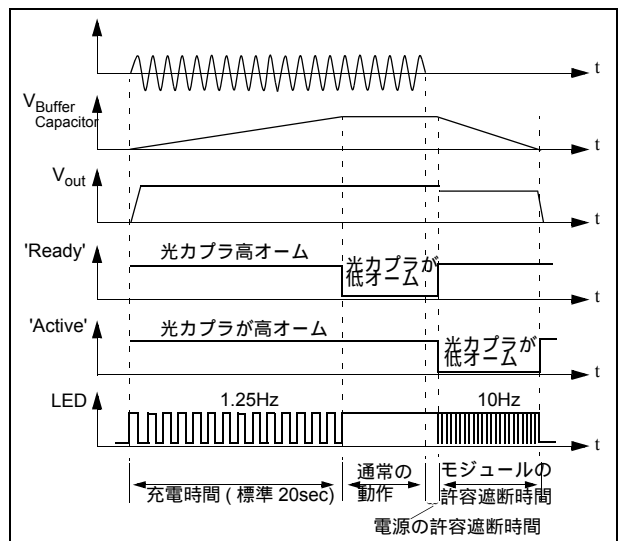 t
VBuffer
Capacitor
t
Vout
t
'Ready'
光カプラ高オーム
光カプラが
低オーム
t
'Active'
光カプラが高オーム
光カプラが
低オーム
t
LED
1.25Hz
10Hz
t
充電時間 ( 標準 20sec)
通常の
動作
モジュールの
許容遮断時間
電源の許容遮断時間